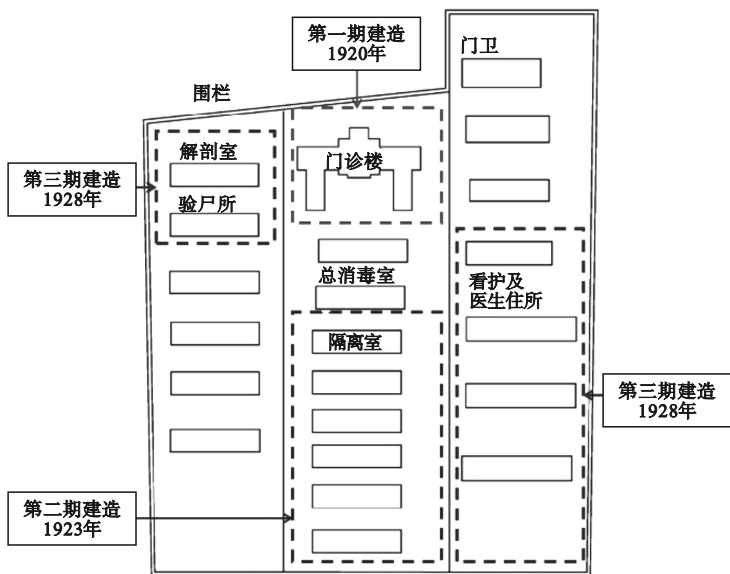 第一期建造
1920年
门卫
围栏
解剖室
门诊楼
第三期建造
1928年
验尸所
总消毒室
看护及
医生住所
隔离室
第三期建造
1928年
第二期建造
1923年